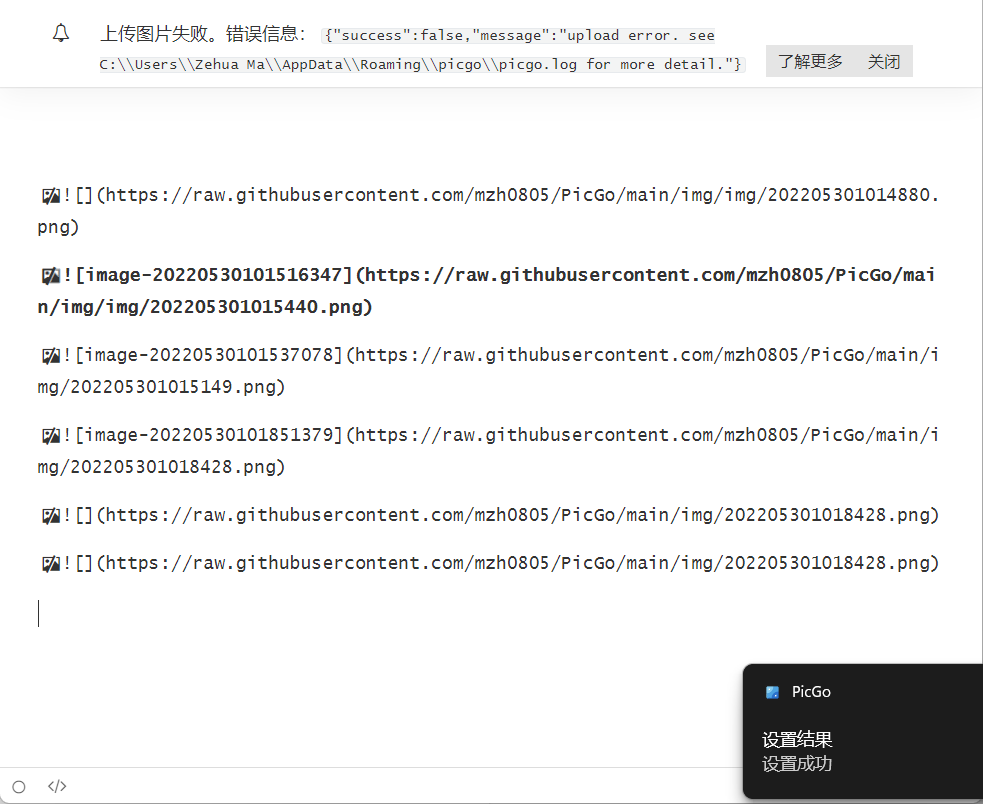 上传图片失败。错误信息： {"success":false,"message":"upload error. see
C:\\Users\\Zehua Ma\\AppData\\Roaming\\picgo\\picgo.log for more detail."}
了解更多 关闭
![](https://raw.githubusercontent.com/mzh0805/PicGo/main/img/img/202205301014880.
png)
![image-20220530101516347](https://raw.githubusercontent.com/mzh0805/PicGo/mai
n/img/img/202205301015440.png)
![image-20220530101537078](https://raw.githubusercontent.com/mzh0805/PicGo/main/i
mg/202205301015149.png)
![image-20220530101851379](https://raw.githubusercontent.com/mzh0805/PicGo/main/i
mg/202205301018428.png)
![](https://raw.githubusercontent.com/mzh0805/PicGo/main/img/202205301018428.png)
![](https://raw.githubusercontent.com/mzh0805/PicGo/main/img/202205301018428.png)
PicGo
设置结果
设置成功